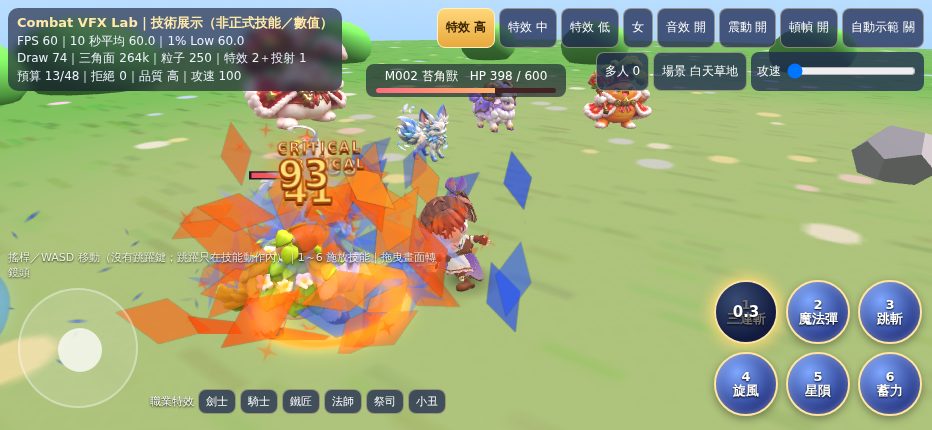 Combat VFX Lab｜技術展示（非正式技能／數值）
FPS 60｜10 秒平均 60.0｜1% Low 60.0
Draw 74｜三角面 264k｜粒子 250｜特效 2＋投射 1
預算 13/48｜拒絕 0｜品質 高｜攻速 100
特效 高
特效 中
特效 低
女
音效 開
震動 開
頓幀 開
自動示範 關
多人 0
場景 白天草地
攻速
M002 苔角獸 HP 398 / 600
CRITICAL
93
41
搖桿／WASD 移動（沒有跳躍鍵；跳躍只在技能動作內）｜1～6 施放技能｜拖曳畫面轉
鏡頭
1
三連斬
0.3
2
魔法彈
3
跳斬
4
旋風
5
星隕
6
蓄力
職業特效
劍士
騎士
鐵匠
法師
祭司
小丑